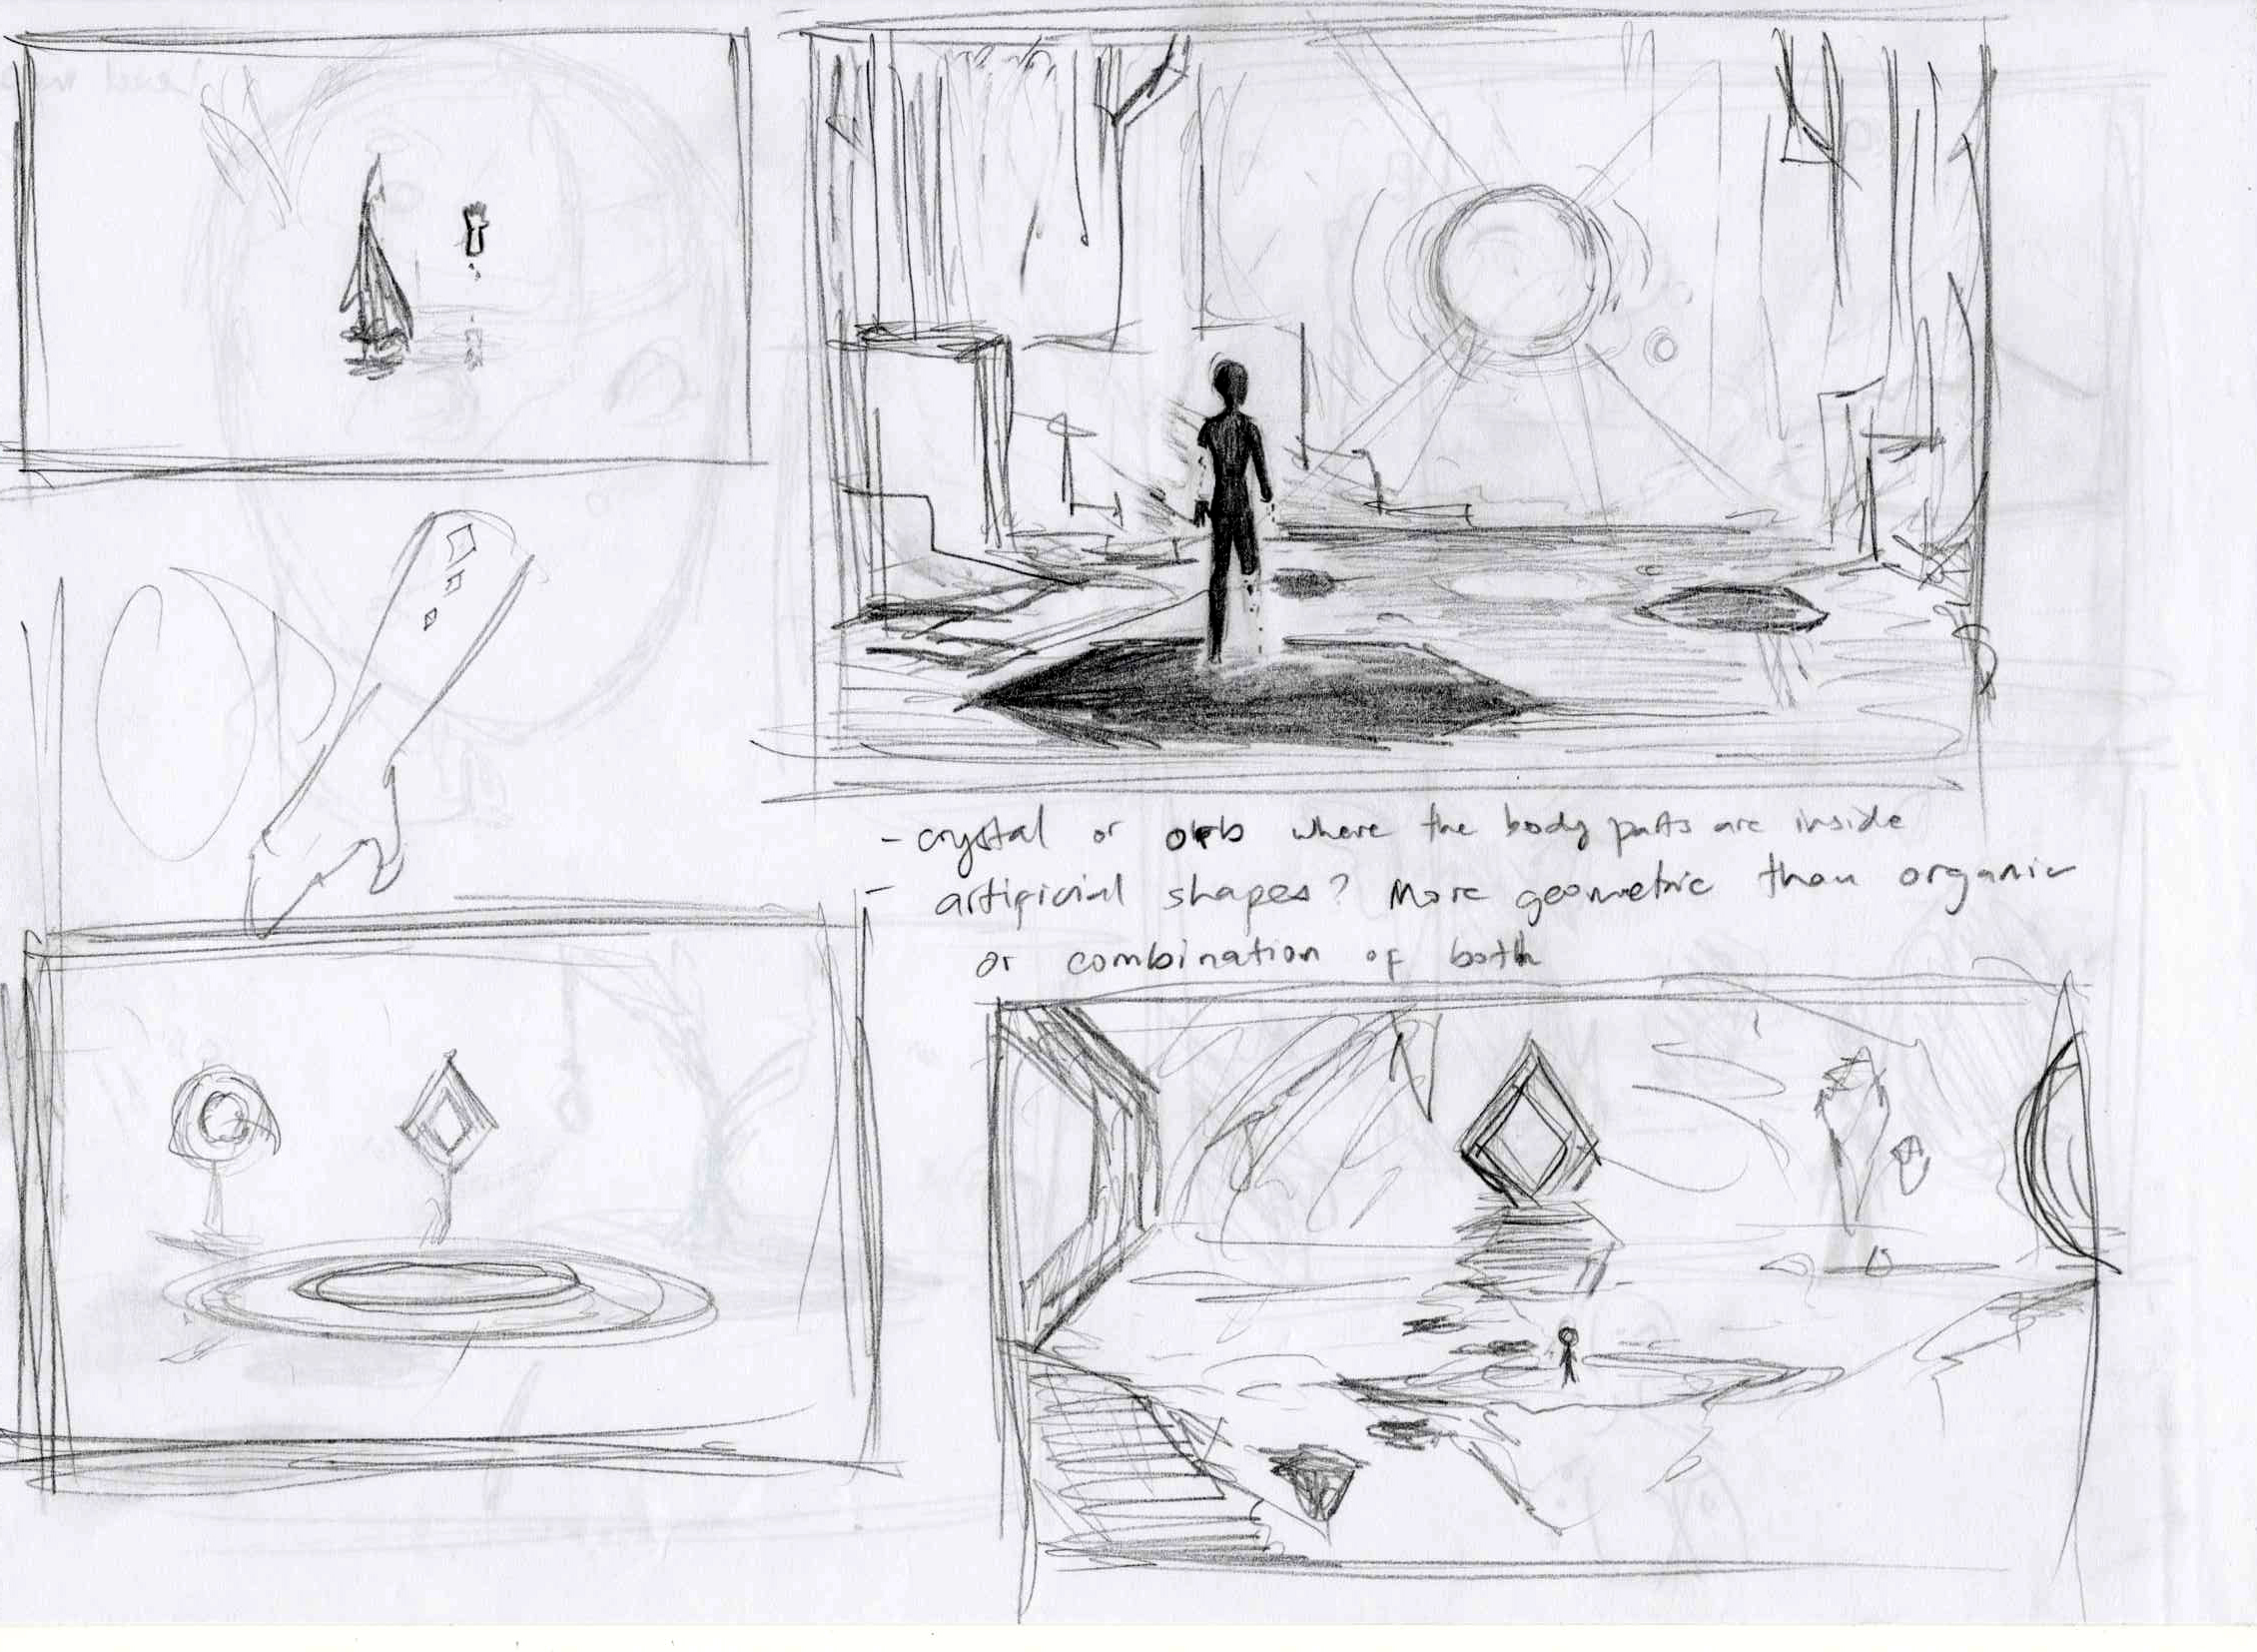 - crystal or orb where the body parts are inside
- artificial shapes? More geometric than organic
or combination of both